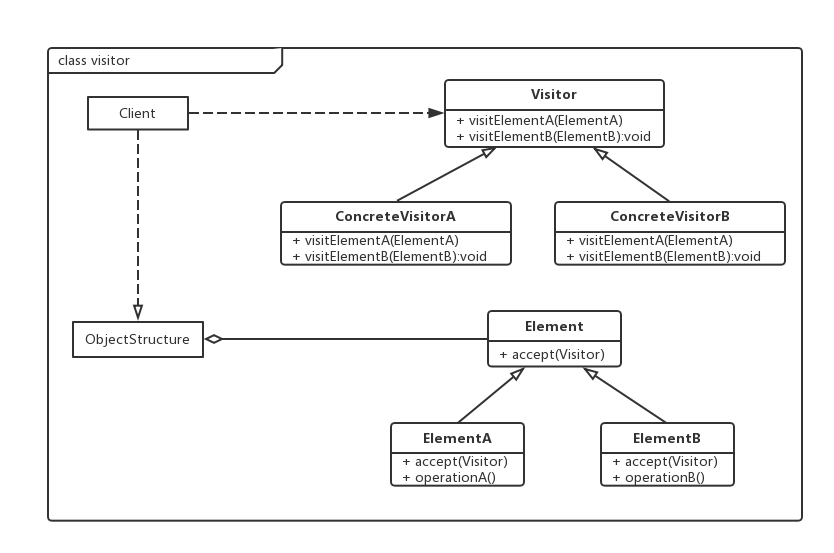 class visitor
Client
Visitor
+ visitElementA(ElementA)
+ visitElementB(ElementB):void
ConcreteVisitorA
+ visitElementA(ElementA)
+ visitElementB(ElementB):void
ConcreteVisitorB
+ visitElementA(ElementA)
+ visitElementB(ElementB):void
ObjectStructure
Element
+ accept(Visitor)
ElementA
+ accept(Visitor)
+ operationA()
ElementB
+ accept(Visitor)
+ operationB()